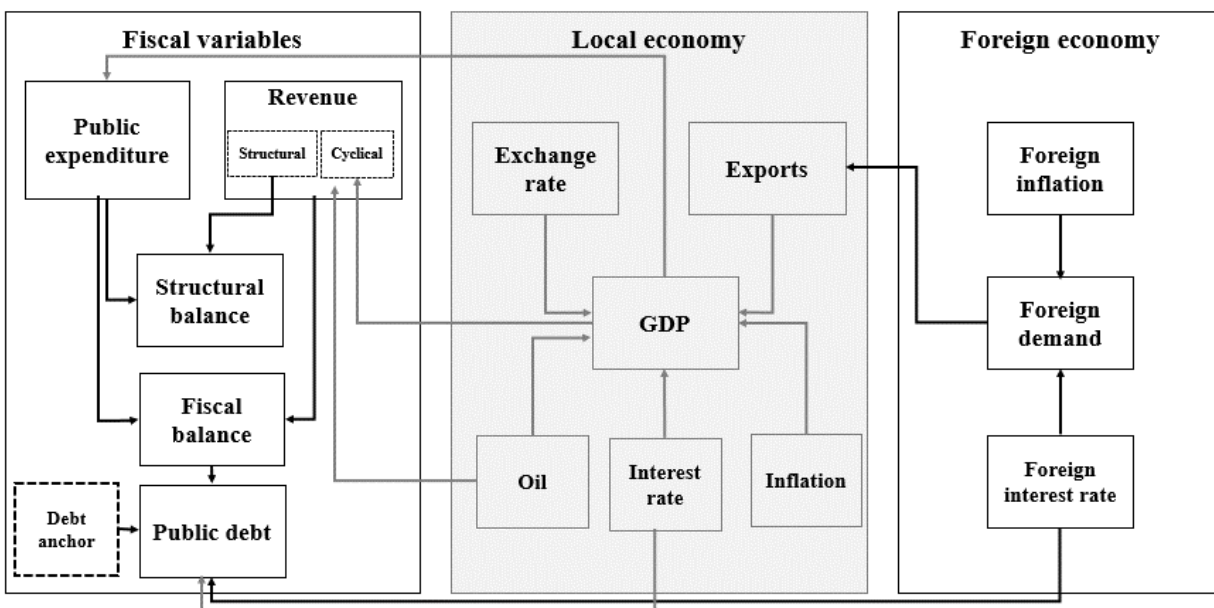 Fiscal variables
Public
expenditure
Revenue
Structural
Cyclical
Structural
balance
Fiscal
balance
Debt
anchor
Public debt
Local economy
Exchange
rate
Exports
GDP
Oil
Interest
rate
Inflation
Foreign economy
Foreign
inflation
Foreign
demand
Foreign
interest rate